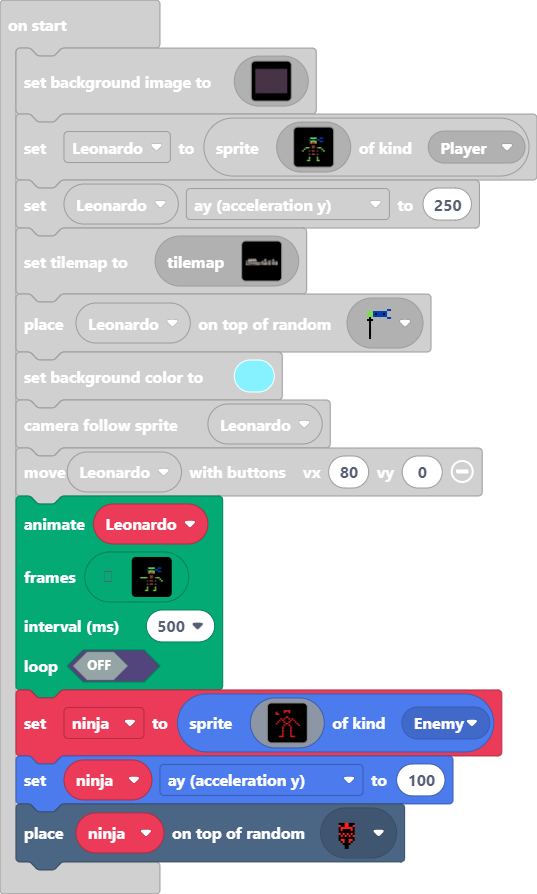 on start
set background image to
set Leonardo to sprite of kind Player
set Leonardo ay (acceleration y) to 250
set tilemap to tilemap
place Leonardo on top of random
set background color to
camera follow sprite Leonardo
move Leonardo with buttons vx 80 vy 0
animate Leonardo
frames
interval (ms) 500
loop OFF
set ninja to sprite of kind Enemy
set ninja ay (acceleration y) to 100
place ninja on top of random